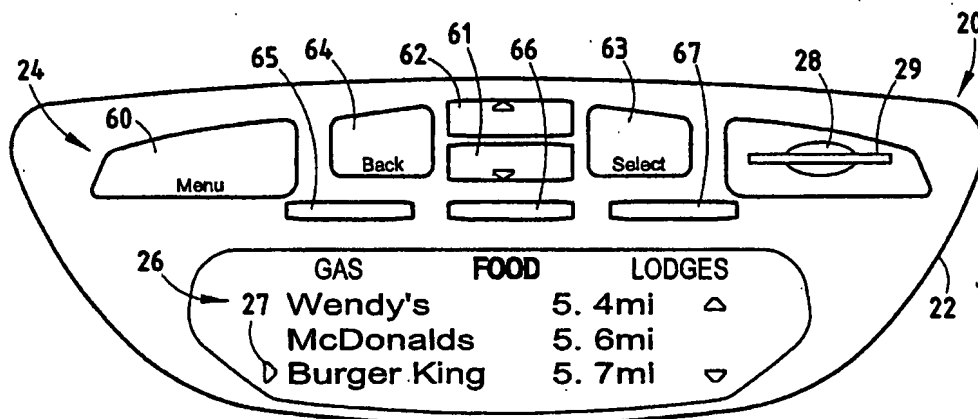 20
61
64 62 66 63 67
65 28 29
24
60
Back Select
Menu
26 GAS FOOD LODGES
27 Wendy's 5. 4mi 22
McDonalds 5. 6mi
Burger King 5. 7mi